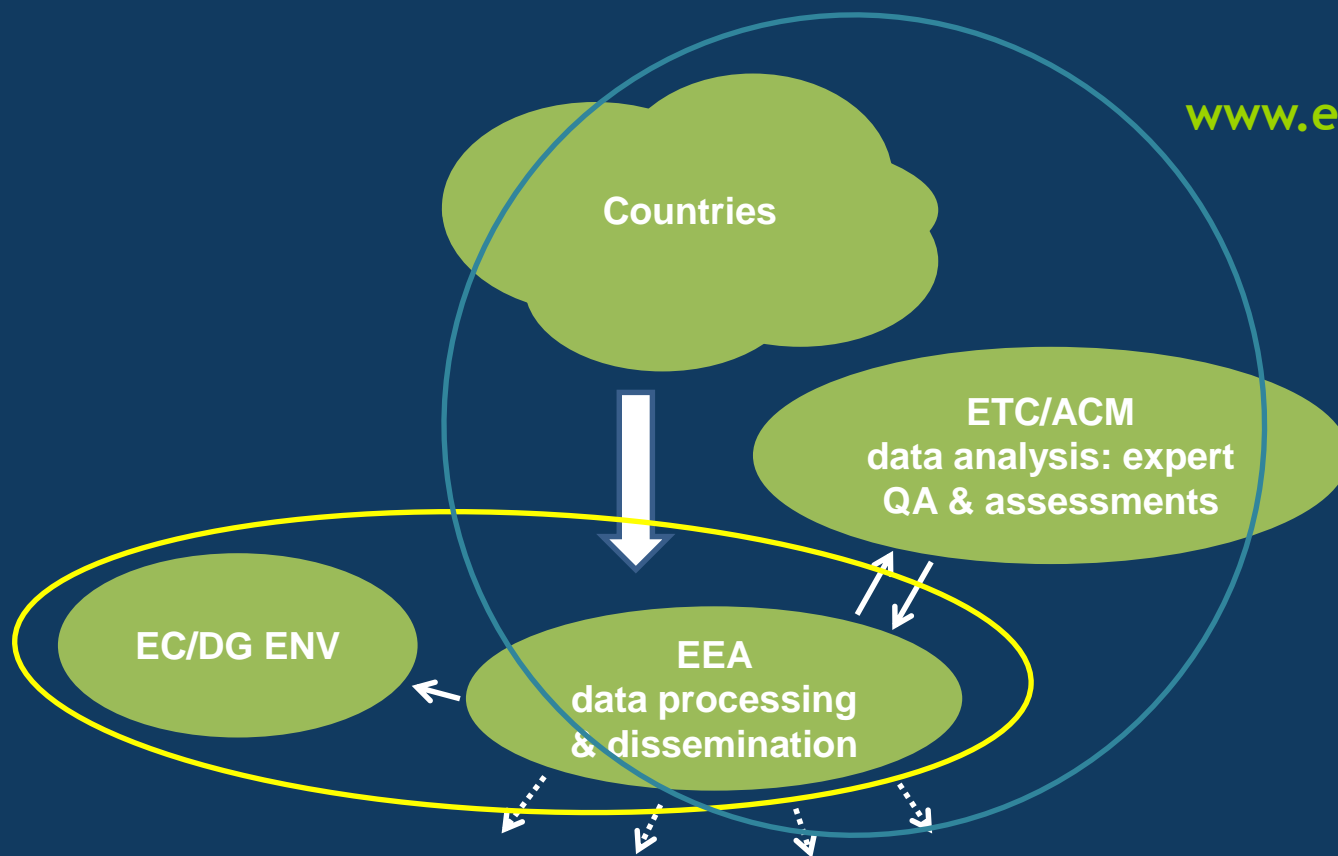 www.e
Countries
ETC/ACM
data analysis: expert
QA & assessments
EC/DG ENV
EEA
data processing
& dissemination